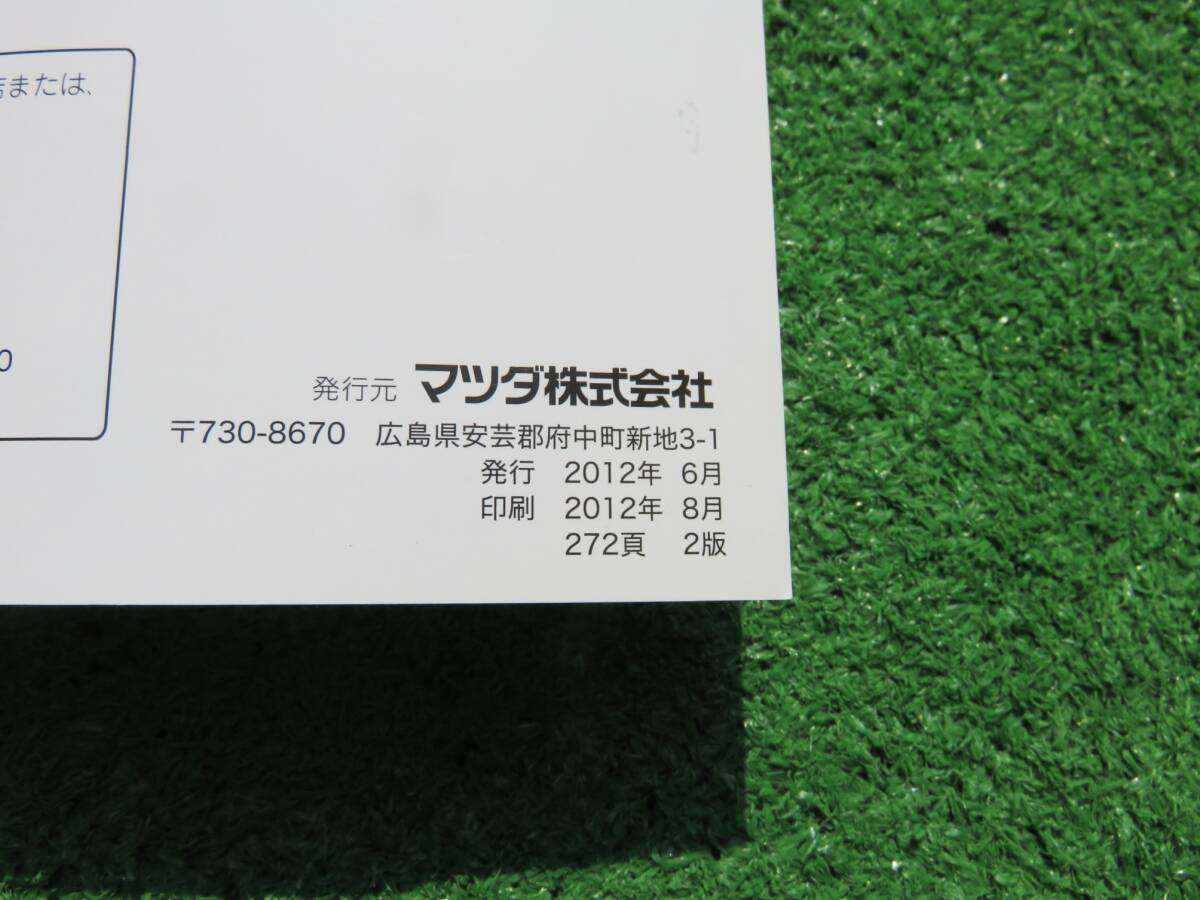 または、
0
発行元 マツダ株式会社
〒730-8670 広島県安芸郡府中町新地3-1
発行 2012年 6月
印刷 2012年 8月
272頁 2版